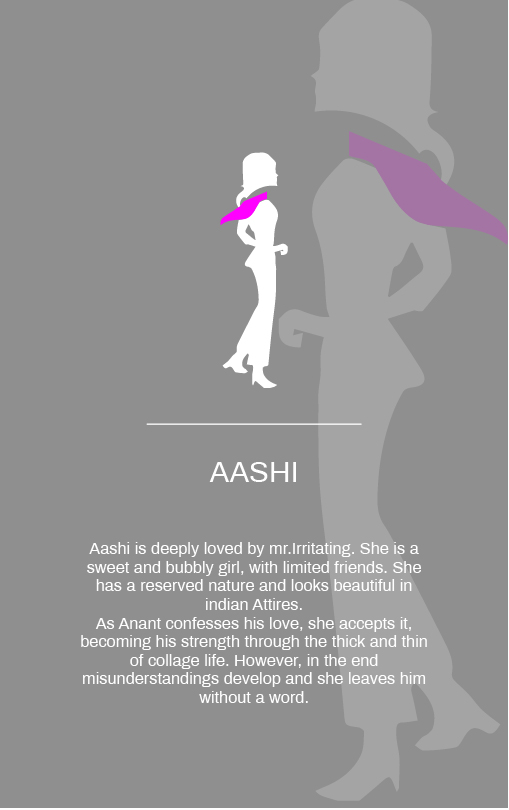 AASHI
Aashi is deeply loved by mr.Irritating. She is a
sweet and bubbly girl, with limited friends. She
has a reserved nature and looks beautiful in
indian Attires.
As Anant confesses his love, she accepts it,
becoming his strength through the thick and thin
of collage life. However, in the end
misunderstandings develop and she leaves him
without a word.